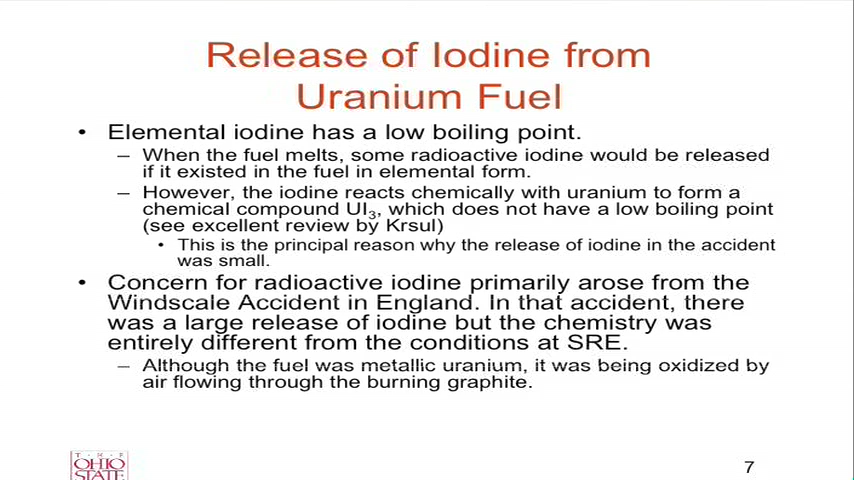 Release of Iodine from
Uranium Fuel
• Elemental iodine has a low boiling point.
– When the fuel melts, some radioactive iodine would be released
if it existed in the fuel in elemental form.
– However, the iodine reacts chemically with uranium to form a
chemical compound UI₃, which does not have a low boiling point
(see excellent review by Krsul)
• This is the principal reason why the release of iodine in the accident
was small.
• Concern for radioactive iodine primarily arose from the
Windscale Accident in England. In that accident, there
was a large release of iodine but the chemistry was
entirely different from the conditions at SRE.
– Although the fuel was metallic uranium, it was being oxidized by
air flowing through the burning graphite.
T · H · E
OHIO
STATE
7